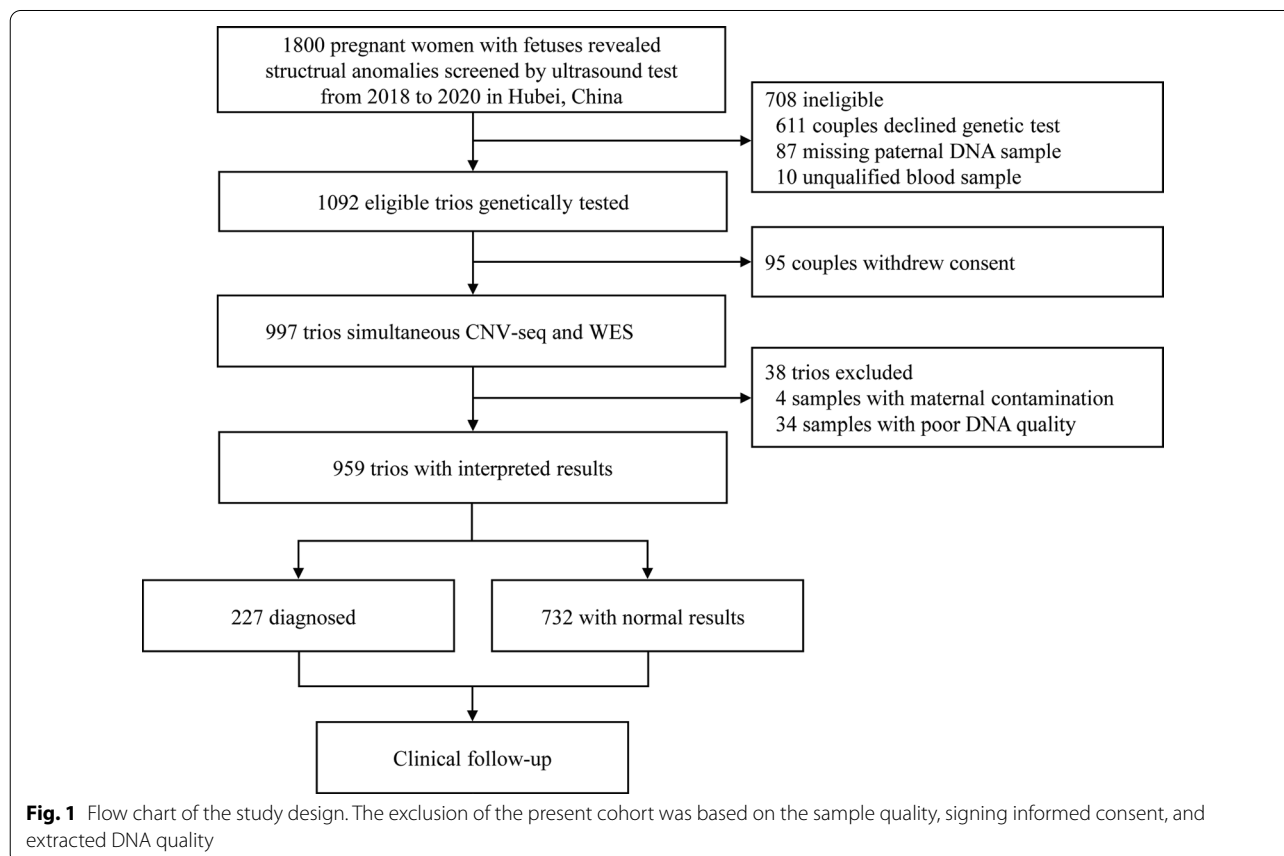 1800 pregnant women with fetuses revealed
structrual anomalies screened by ultrasound test
from 2018 to 2020 in Hubei, China
708 ineligible
611 couples declined genetic test
87 missing paternal DNA sample
10 unqualified blood sample
1092 eligible trios genetically tested
95 couples withdrew consent
997 trios simultaneous CNV-seq and WES
38 trios excluded
4 samples with maternal contamination
34 samples with poor DNA quality
959 trios with interpreted results
227 diagnosed
732 with normal results
Clinical follow-up
Fig. 1 Flow chart of the study design. The exclusion of the present cohort was based on the sample quality, signing informed consent, and
extracted DNA quality